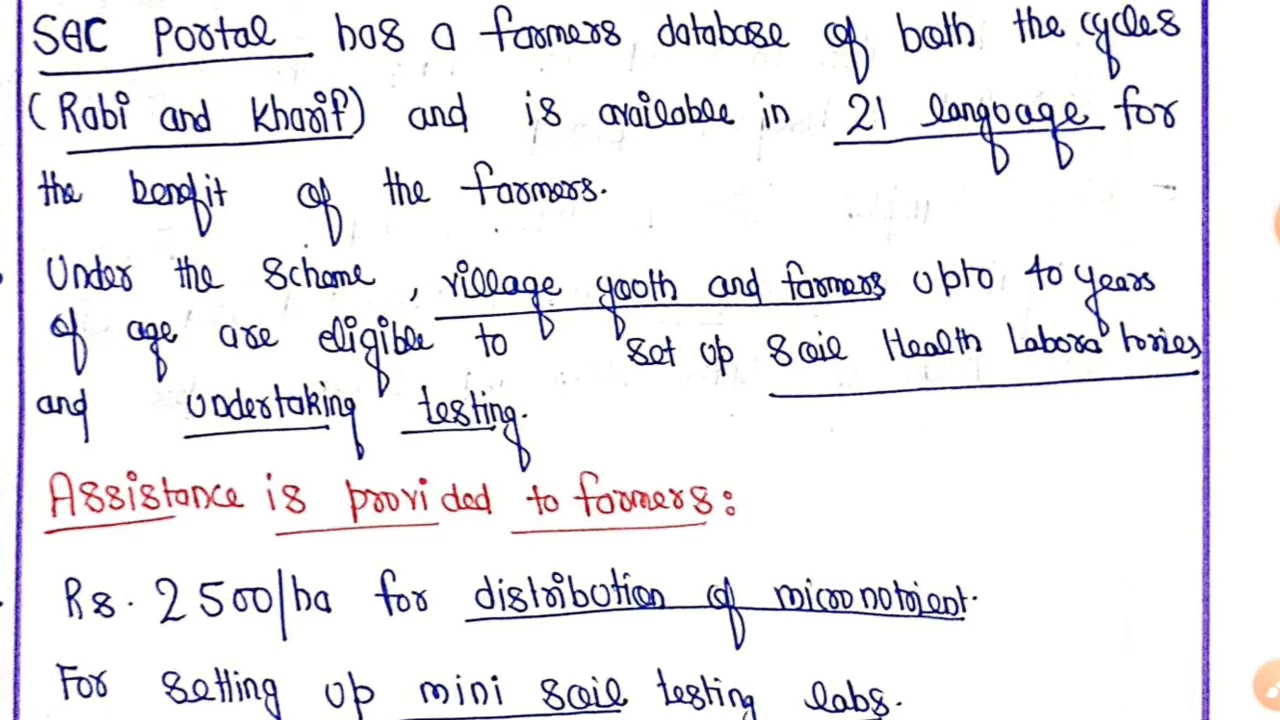 SHC Portal has a farmers database of both the cycles
(Rabi and Kharif) and is available in 21 language for
the benefit of the farmers.
Under the scheme, village youth and farmers upto 40 years
of age are eligible to set up Soil Health Laboratories
and undertaking testing.
Assistance is provided to farmers:
Rs. 2500/ha for distribution of micronutrient.
For setting up mini soil testing labs.